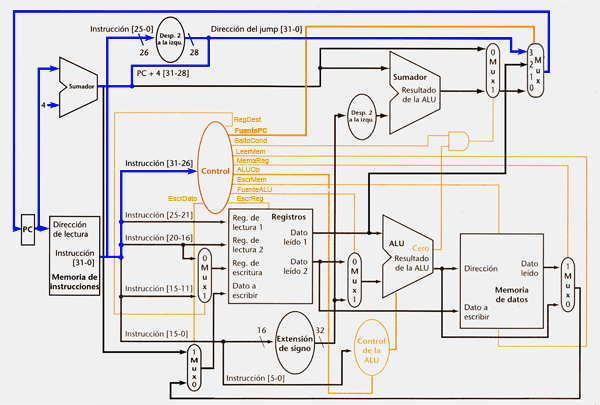 Instrucción [25-0]
Desp. 2
a la izqu.
Dirección del jump [31-0]
26
28
PC + 4 [31-28]
Sumador
4
0
M
u
x
1
3
2
1
0
M
u
x
Sumador
Resultado
de la ALU
Desp. 2
a la izqu.
RegDest
FuentePC
SaltoCond
LeerMem
MemaReg
ALUOp
EscrMem
FuenteALU
EscrReg
EscrDato
Control
Instrucción [31-26]
PC
Dirección
de lectura
Instrucción
[31-0]
Memoria de
instrucciones
Instrucción [25-21]
Instrucción [20-16]
Instrucción [15-11]
Instrucción [15-0]
Instrucción [5-0]
0
M
u
x
1
Registros
Reg. de
lectura 1
Reg. de
lectura 2
Reg. de
escritura
Dato a
escribir
Dato
leído 1
Dato
leído 2
0
M
u
x
1
ALU
Cero
Resultado
de la ALU
Dirección
Dato
leído
Memoria
de datos
Dato a
escribir
1
M
u
x
0
16
Extensión
de signo
32
Control
de la
ALU
1
M
u
x
0